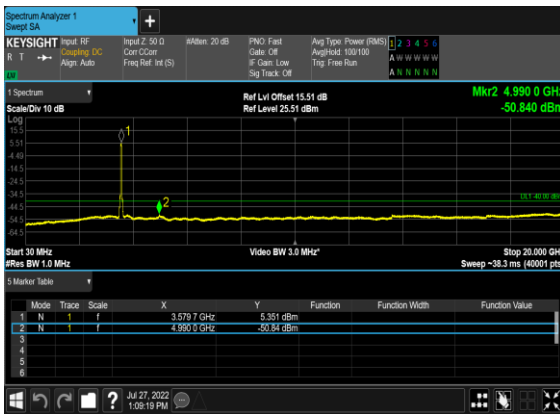 Spectrum Analyzer 1
Swept SA
KEYSIGHT Input: RF Input Z: 50 Ω #Atten: 20 dB PNO: Fast Avg Type: Power (RMS) 1 2 3 4 5 6
R T Coupling: DC Corr CCorr Gate: Off Avg|Hold: 100/100 A W W W W W
Align: Auto Freq Ref: Int (S) IF Gain: Low Trig: Free Run
Sig Track: Off A N N N N N
1 Spectrum
Scale/Div 10 dB
Ref Lvl Offset 15.51 dB
Ref Level 25.51 dBm
Mkr2 4.990 0 GHz
-50.840 dBm
Log
15.5
5.51
-4.49
-14.5
-24.5
-34.5
-44.5
-54.5
-64.5
1
2
DL1 -40.00 dBm
Start 30 MHz Video BW 3.0 MHz* Stop 20.000 GHz
#Res BW 1.0 MHz Sweep ~38.3 ms (40001 pts)
5 Marker Table
Mode Trace Scale X Y Function Function Width Function Value
1 N 1 f 3.579 7 GHz 5.351 dBm
2 N 1 f 4.990 0 GHz -50.84 dBm
3
4
5
6
? Jul 27, 2022
1:09:19 PM